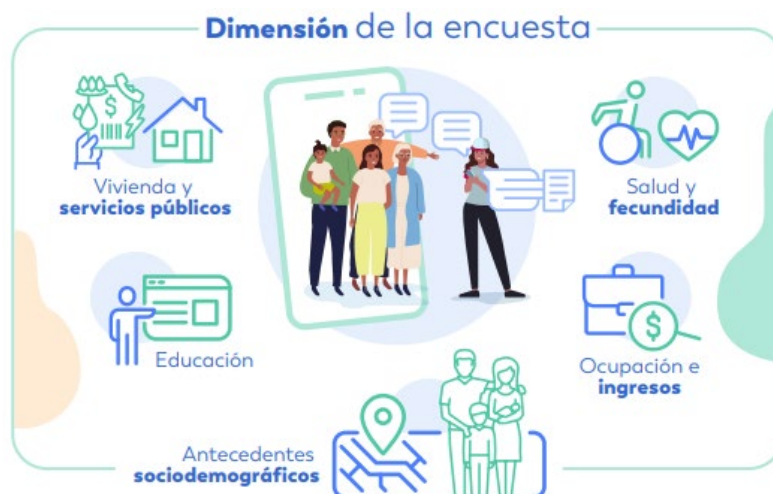 Dimensión de la encuesta
Vivienda y
servicios públicos
Salud y
fecundidad
Educación
Ocupación e
ingresos
Antecedentes
sociodemográficos